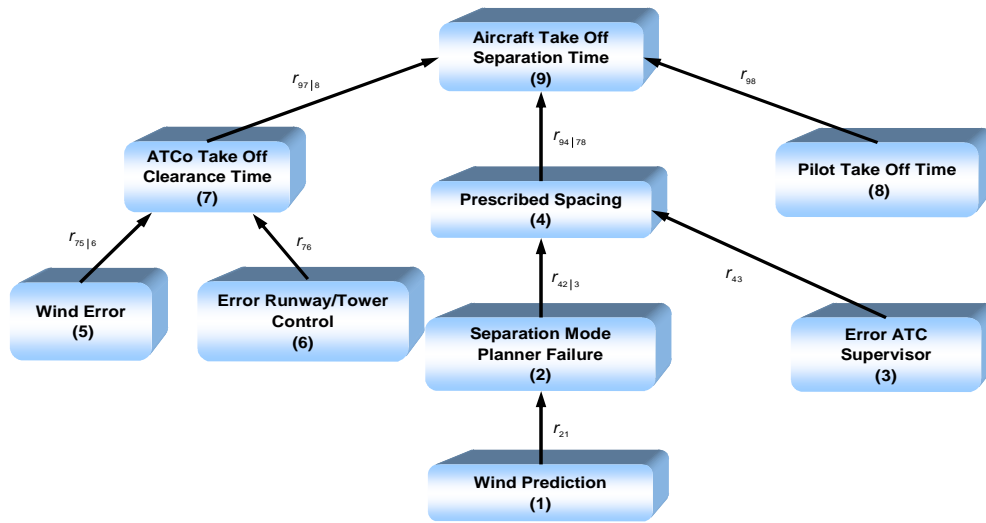 Aircraft Take Off
Separation Time
(9)
r97|8
r98
r94|78
ATCo Take Off
Clearance Time
(7)
Pilot Take Off Time
(8)
Prescribed Spacing
(4)
r75|6
r76
r42|3
r43
Wind Error
(5)
Error Runway/Tower
Control
(6)
Separation Mode
Planner Failure
(2)
Error ATC
Supervisor
(3)
r21
Wind Prediction
(1)